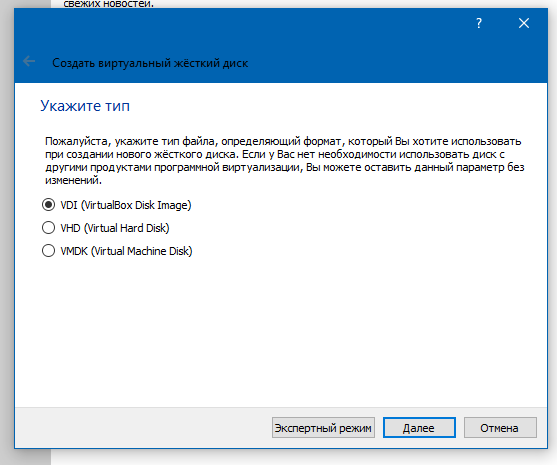 свежих новостей.
?
Создать виртуальный жёсткий диск
Укажите тип
Пожалуйста, укажите тип файла, определяющий формат, который Вы хотите использовать
при создании нового жёсткого диска. Если у Вас нет необходимости использовать диск с
другими продуктами программной виртуализации, Вы можете оставить данный параметр без
изменений.
VDI (VirtualBox Disk Image)
VHD (Virtual Hard Disk)
VMDK (Virtual Machine Disk)
Экспертный режим Далее Отмена